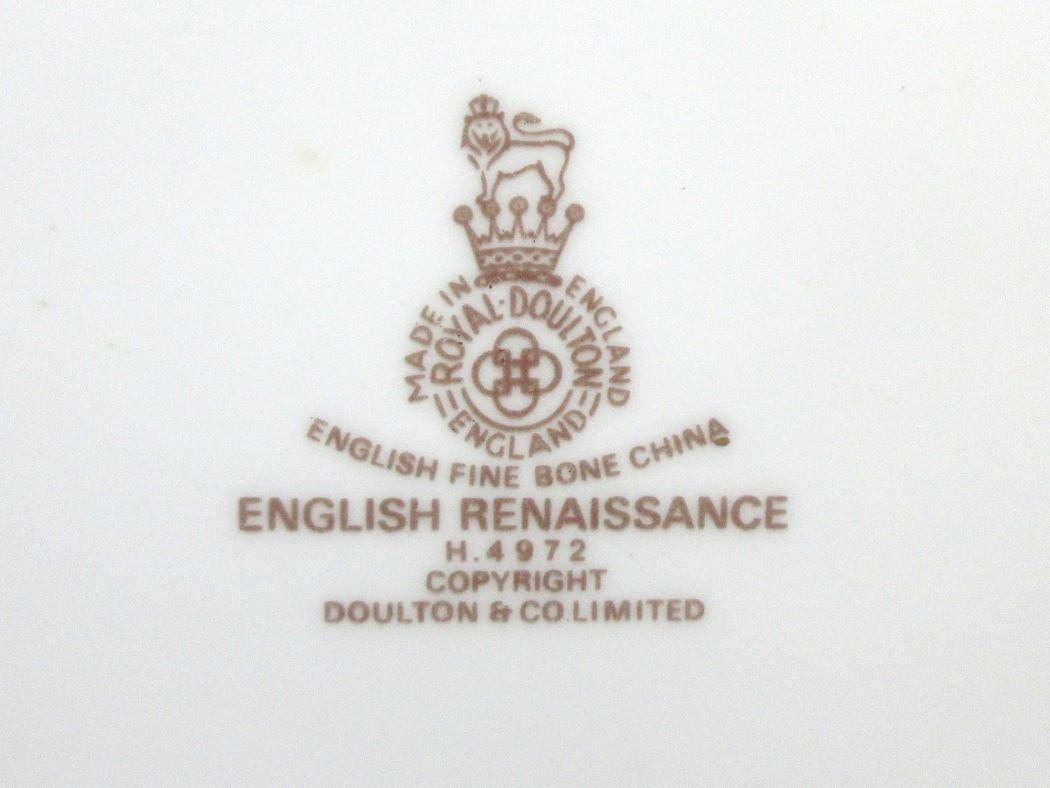 MADE IN ENGLAND
ROYAL·DOULTON
ENGLAND
ENGLISH FINE BONE CHINA
ENGLISH RENAISSANCE
H.4972
COPYRIGHT
DOULTON & CO.LIMITED